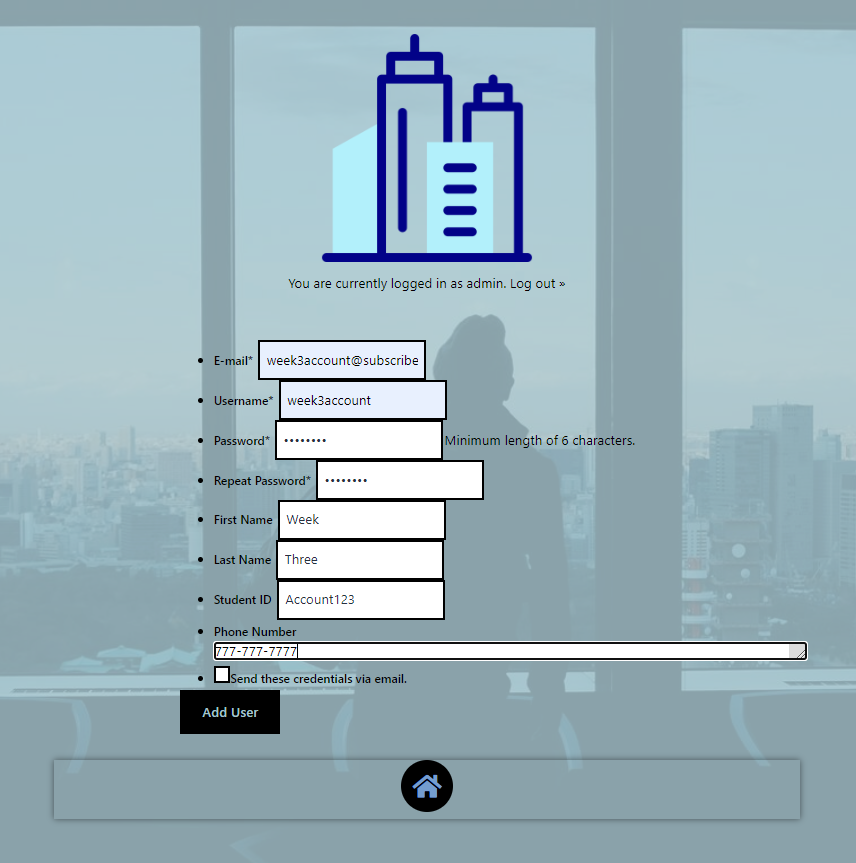 You are currently logged in as admin. Log out »
E-mail* week3account@subscribe
Username* week3account
Password* •••••••• Minimum length of 6 characters.
Repeat Password* ••••••••
First Name Week
Last Name Three
Student ID Account123
Phone Number
777-777-7777
Send these credentials via email.
Add User